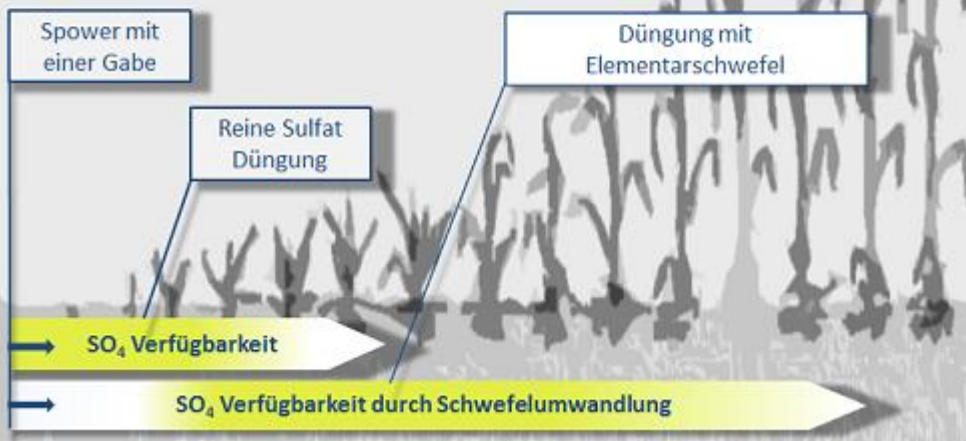 Spower mit
einer Gabe
Düngung mit
Elementarschwefel
Reine Sulfat
Düngung
SO₄ Verfügbarkeit
SO₄ Verfügbarkeit durch Schwefelumwandlung